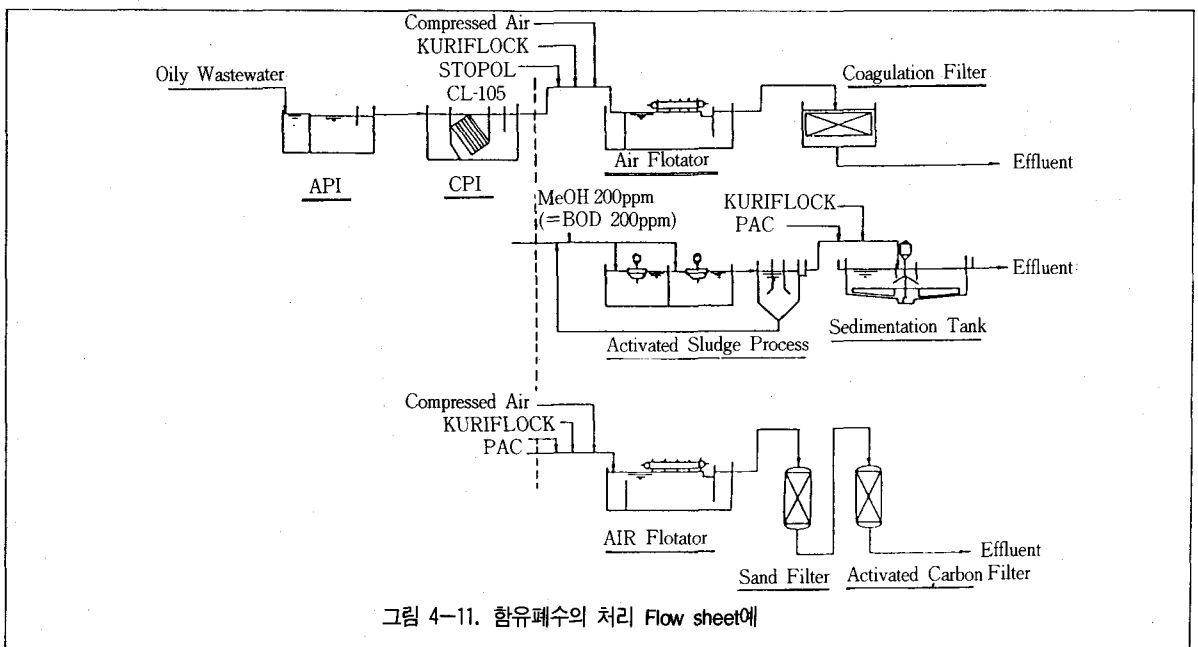 Compressed Air
KURIFLOCK
STOPOL
CL-105
Oily Wastewater
Coagulation Filter
Air Flotator
Effluent
API
CPI
MeOH 200ppm
(=BOD 200ppm)
KURIFLOCK
PAC
Effluent
Sedimentation Tank
Activated Sludge Process
Compressed Air
KURIFLOCK
PAC
AIR Flotator
Effluent
Sand Filter
Activated Carbon Filter
그림 4-11. 함유폐수의 처리 Flow sheet예